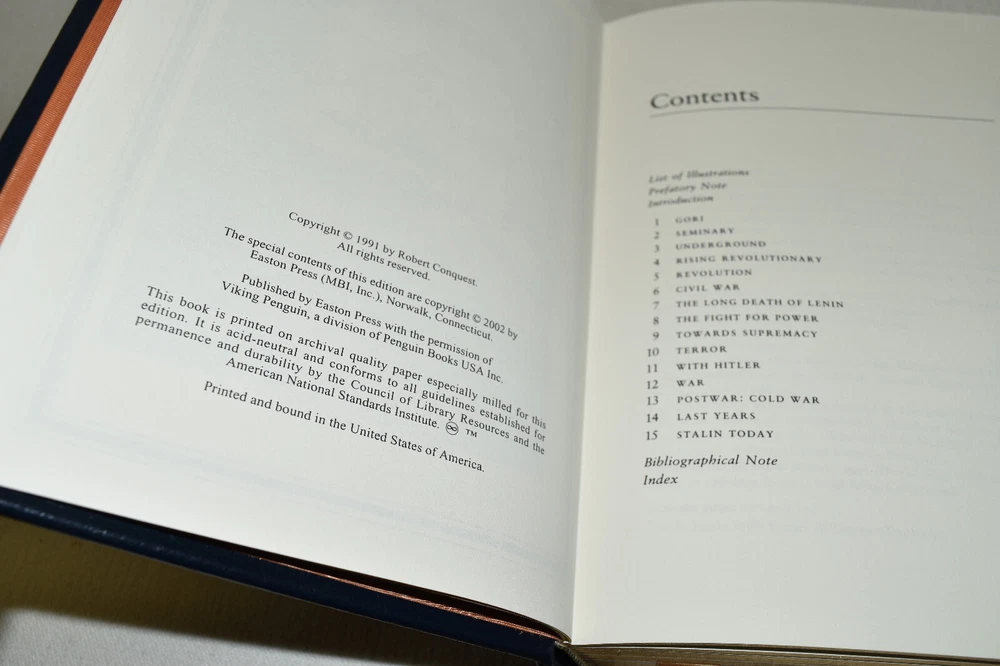 Copyright © 1991 by Robert Conquest.
All rights reserved.
The special contents of this edition are copyright © 2002 by
Easton Press (MBI, Inc.), Norwalk, Connecticut.
Published by Easton Press with the permission of
Viking Penguin, a division of Penguin Books USA Inc.
This book is printed on archival quality paper especially milled for this
edition. It is acid-neutral and conforms to all guidelines established for
permanence and durability by the Council of Library Resources and the
American National Standards Institute. ♾ ™
Printed and bound in the United States of America.
Contents
List of Illustrations
Prefatory Note
Introduction
1 GORI
2 SEMINARY
3 UNDERGROUND
4 RISING REVOLUTIONARY
5 REVOLUTION
6 CIVIL WAR
7 THE LONG DEATH OF LENIN
8 THE FIGHT FOR POWER
9 TOWARDS SUPREMACY
10 TERROR
11 WITH HITLER
12 WAR
13 POSTWAR: COLD WAR
14 LAST YEARS
15 STALIN TODAY
Bibliographical Note
Index